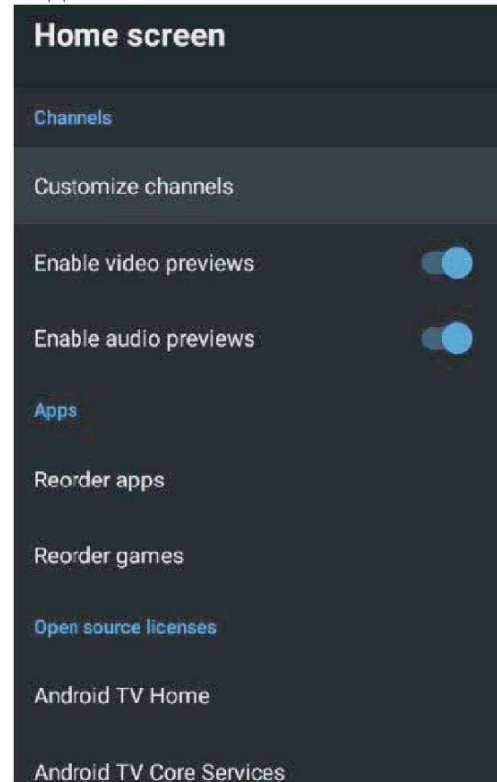 Home screen
Channels
Customize channels
Enable video previews
Enable audio previews
Apps
Reorder apps
Reorder games
Open source licenses
Android TV Home
Android TV Core Services